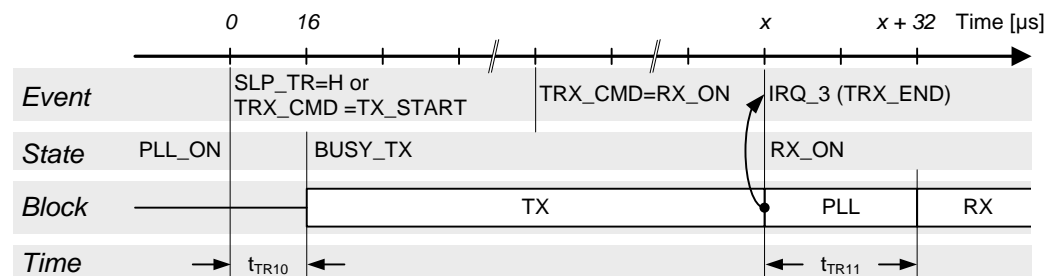 0 16 x x + 32 Time [µs]
Event SLP_TR=H or TRX_CMD=RX_ON IRQ_3 (TRX_END)
TRX_CMD =TX_START
State PLL_ON BUSY_TX RX_ON
Block TX PLL RX
Time tTR10 tTR11